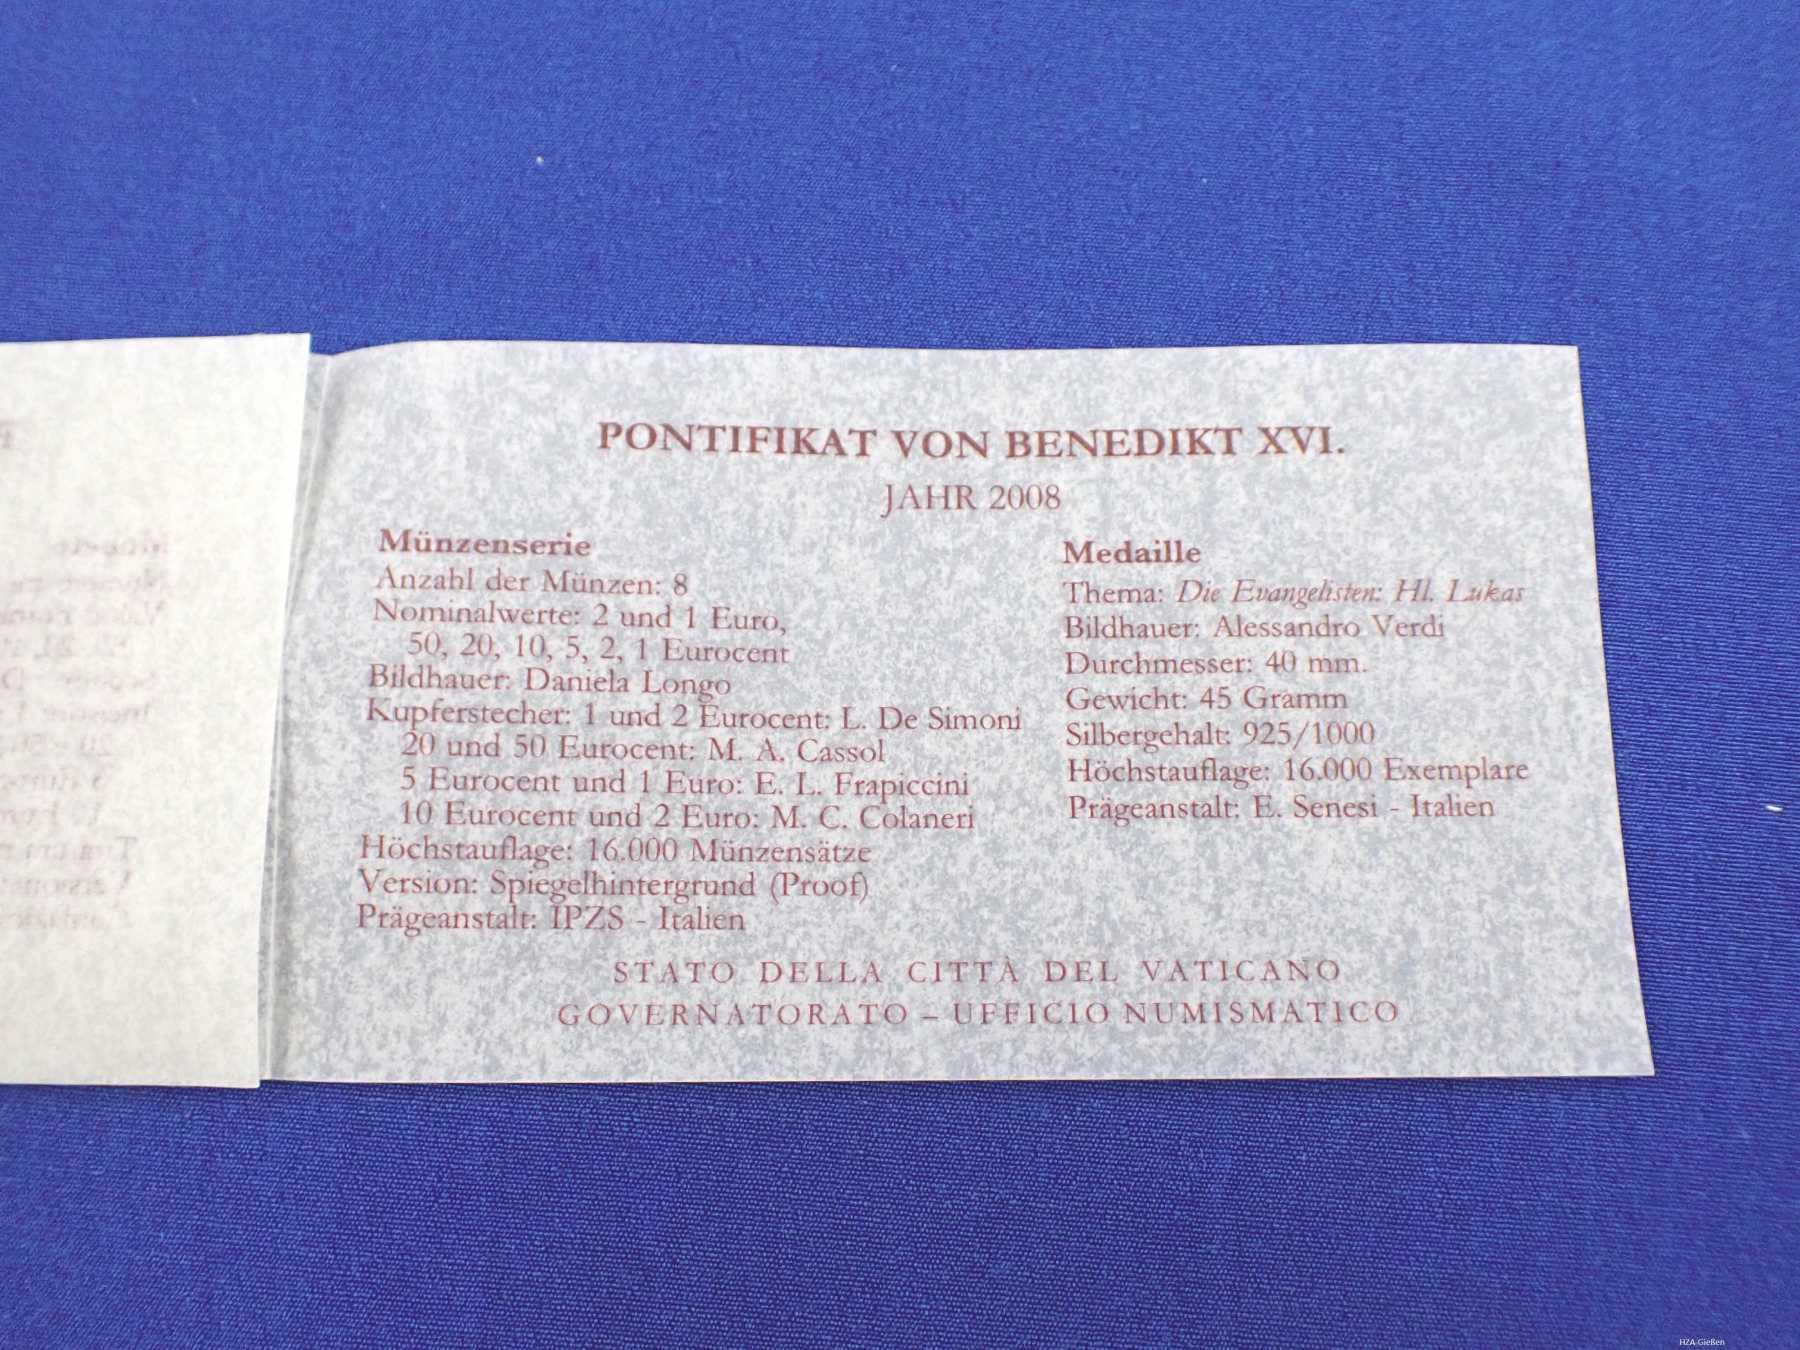 PONTIFIKAT VON BENEDIKT XVI.
JAHR 2008
Münzenserie
Anzahl der Münzen: 8
Nominalwerte: 2 und 1 Euro,
50, 20, 10, 5, 2, 1 Eurocent
Bildhauer: Daniela Longo
Kupferstecher: 1 und 2 Eurocent: L. De Simoni
20 und 50 Eurocent: M. A. Cassol
5 Eurocent und 1 Euro: E. L. Frapiccini
10 Eurocent und 2 Euro: M. C. Colaneri
Höchstauflage: 16.000 Münzensätze
Version: Spiegelhintergrund (Proof)
Prägeanstalt: IPZS - Italien
Medaille
Thema: Die Evangelisten: Hl. Lukas
Bildhauer: Alessandro Verdi
Durchmesser: 40 mm.
Gewicht: 45 Gramm
Silbergehalt: 925/1000
Höchstauflage: 16.000 Exemplare
Prägeanstalt: E. Senesi - Italien
STATO DELLA CITTÀ DEL VATICANO
GOVERNATORATO – UFFICIO NUMISMATICO
HZA-Gießen